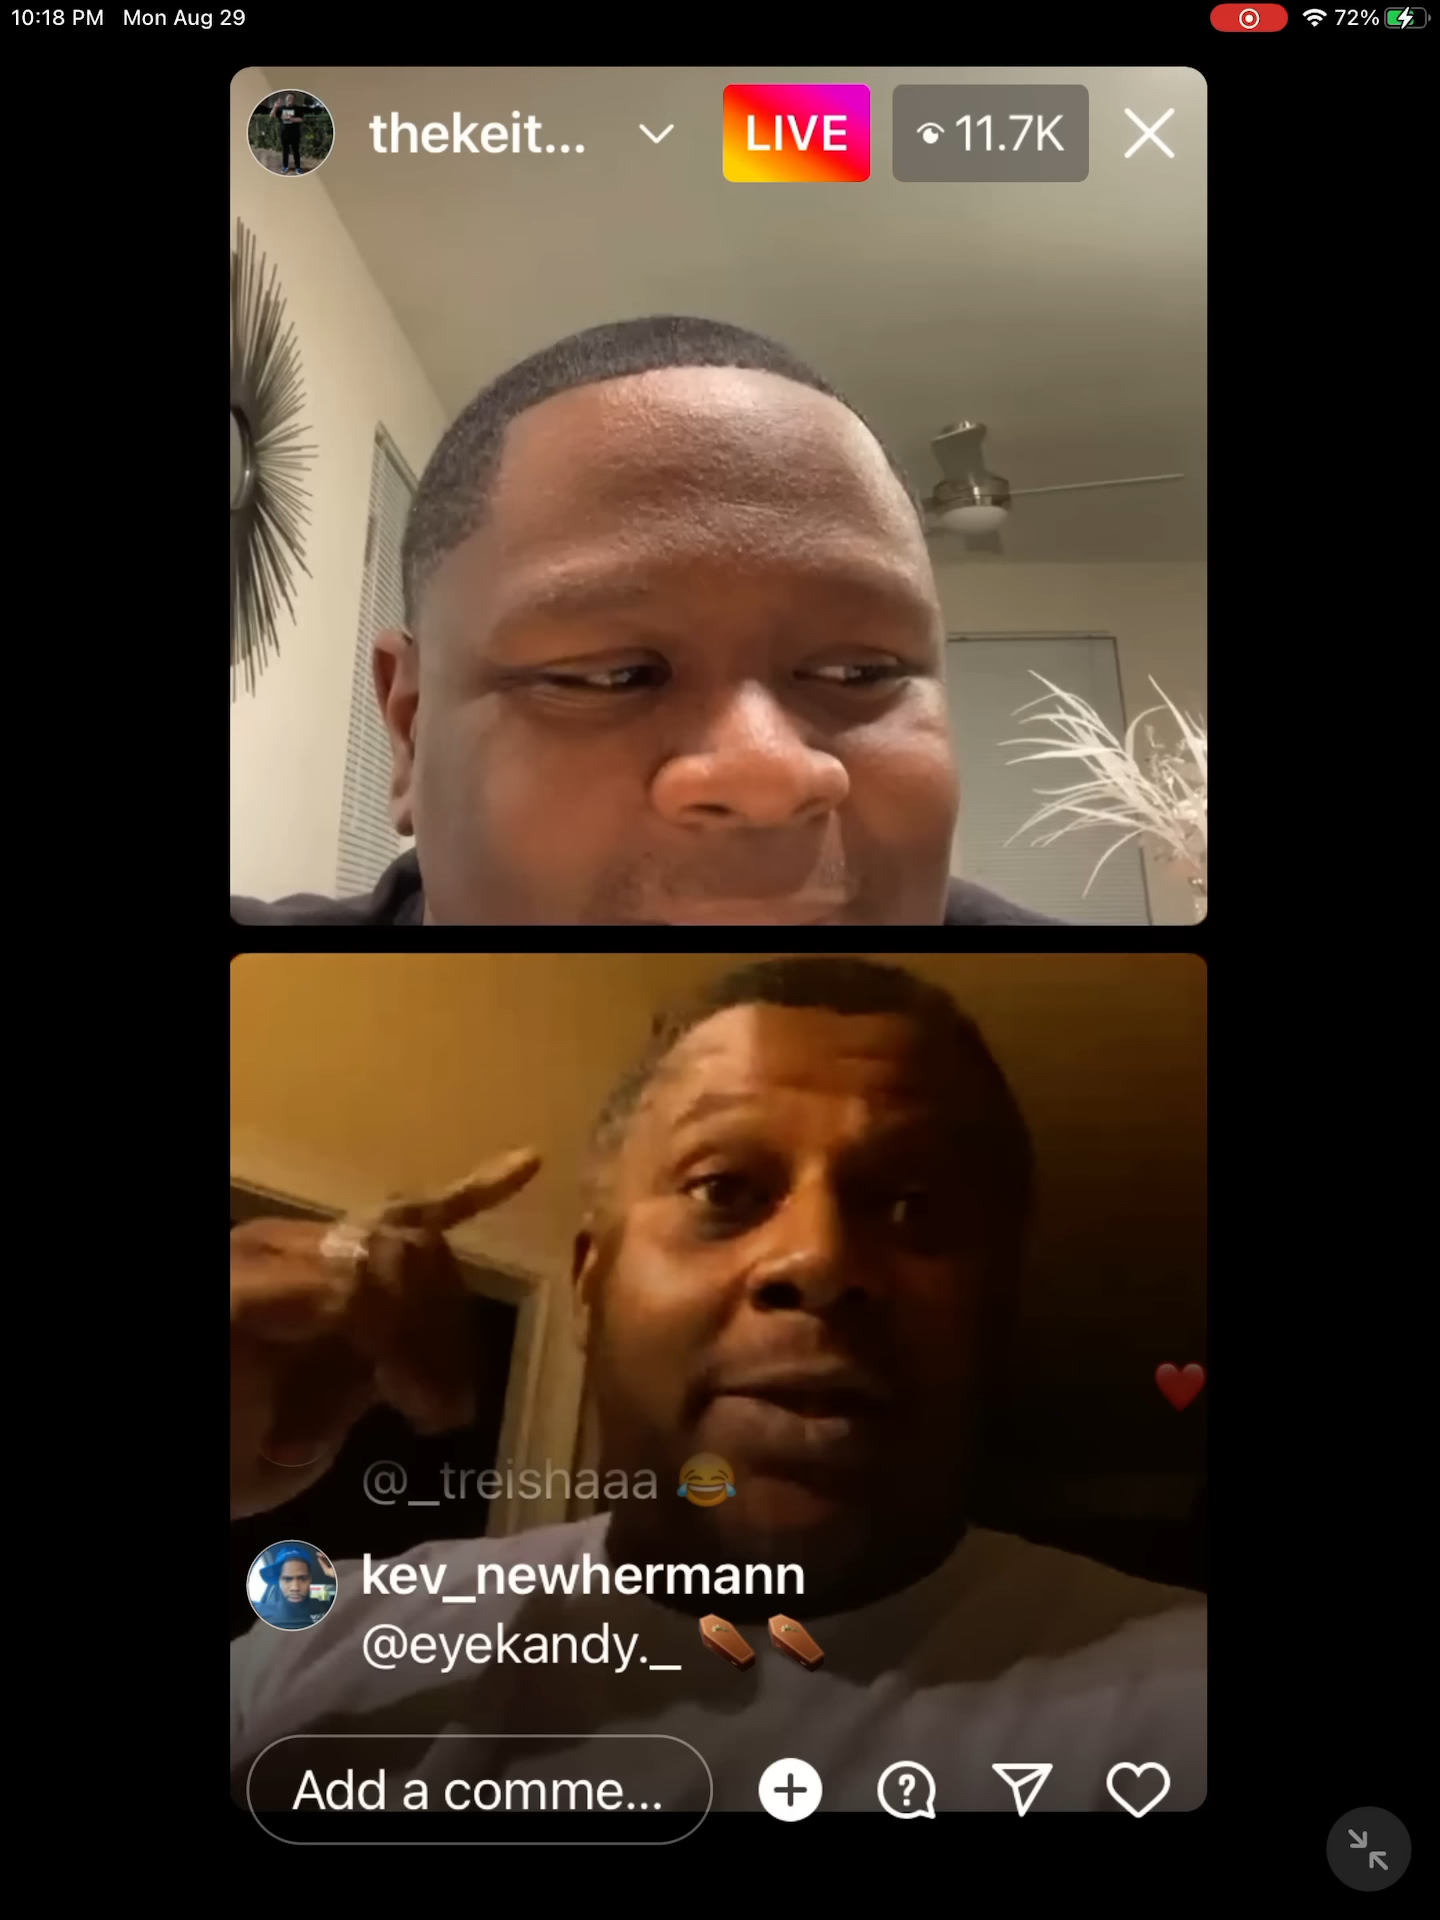 10:18 PM Mon Aug 29
72%
thekeit...
LIVE
11.7K
@_treishaaa 😂
kev_newhermann
@eyekandy._ ⚰️⚰️
Add a comme...